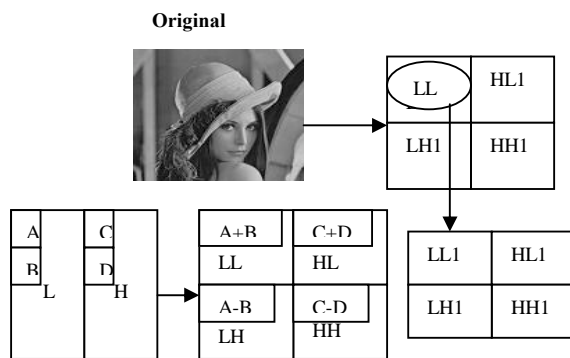 Original
LL HL1
LH1 HH1
A C
B D
L H
A+B C+D
LL HL
A-B C-D
LH HH
LL1 HL1
LH1 HH1